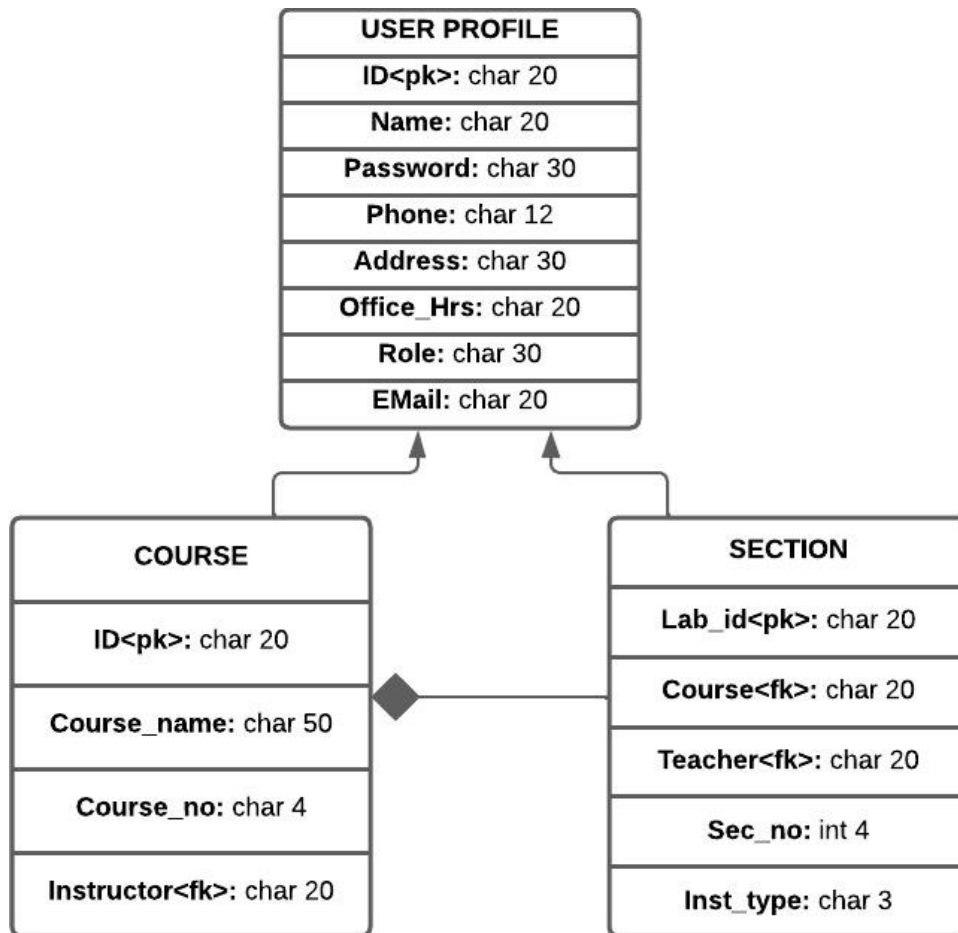 USER PROFILE
ID<pk>: char 20
Name: char 20
Password: char 30
Phone: char 12
Address: char 30
Office_Hrs: char 20
Role: char 30
EMail: char 20
COURSE
ID<pk>: char 20
Course_name: char 50
Course_no: char 4
Instructor<fk>: char 20
SECTION
Lab_id<pk>: char 20
Course<fk>: char 20
Teacher<fk>: char 20
Sec_no: int 4
Inst_type: char 3